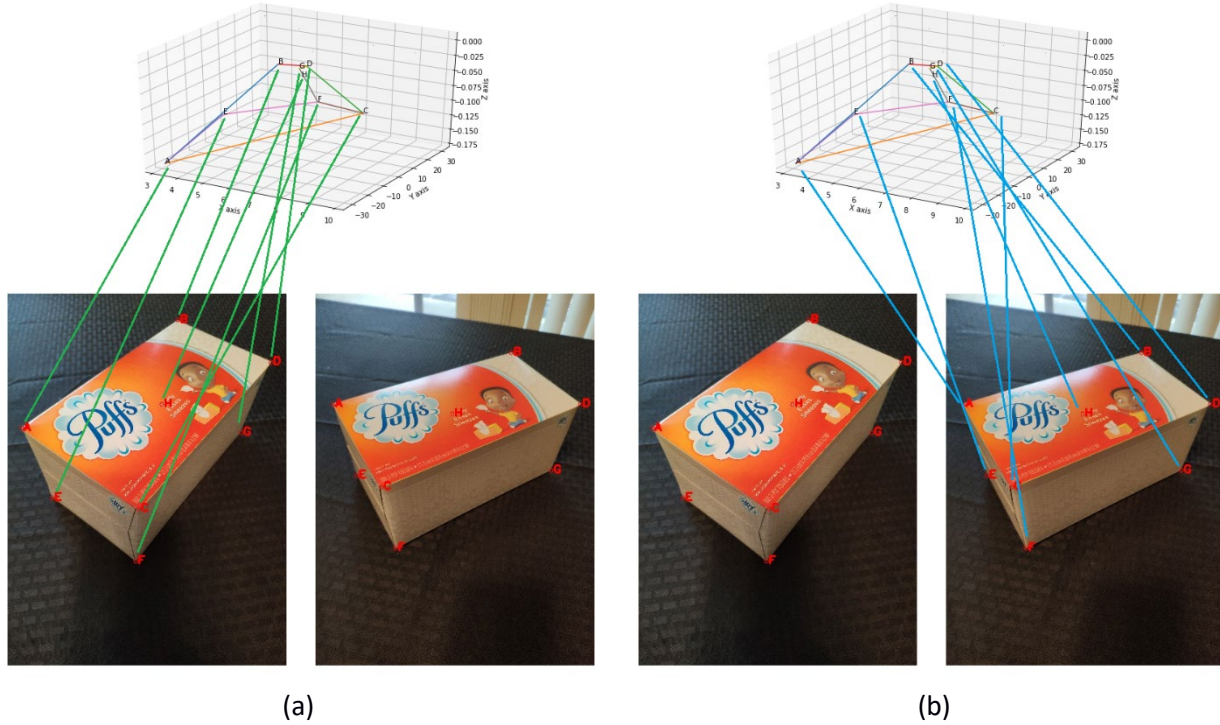 0.000
−0.025
−0.050
−0.075
−0.100
−0.125
−0.150
−0.175
Z axis
B
G
D
H
E
F
C
A
3
4
5
6
7
9
10
X axis
−30
−20
−10
0
10
20
30
Y axis
0.000
−0.025
−0.050
−0.075
−0.100
−0.125
−0.150
−0.175
Z axis
B
G
D
H
E
F
C
A
3
4
5
6
7
8
9
10
X axis
−20
−10
0
10
20
30
Y axis
B
D
A
H
Puffs
G
E
C
F
B
A
D
H
Puffs
E
G
C
F
B
D
A
H
Puffs
G
E
C
F
B
A
D
H
Puffs
E
G
F
(a)
(b)